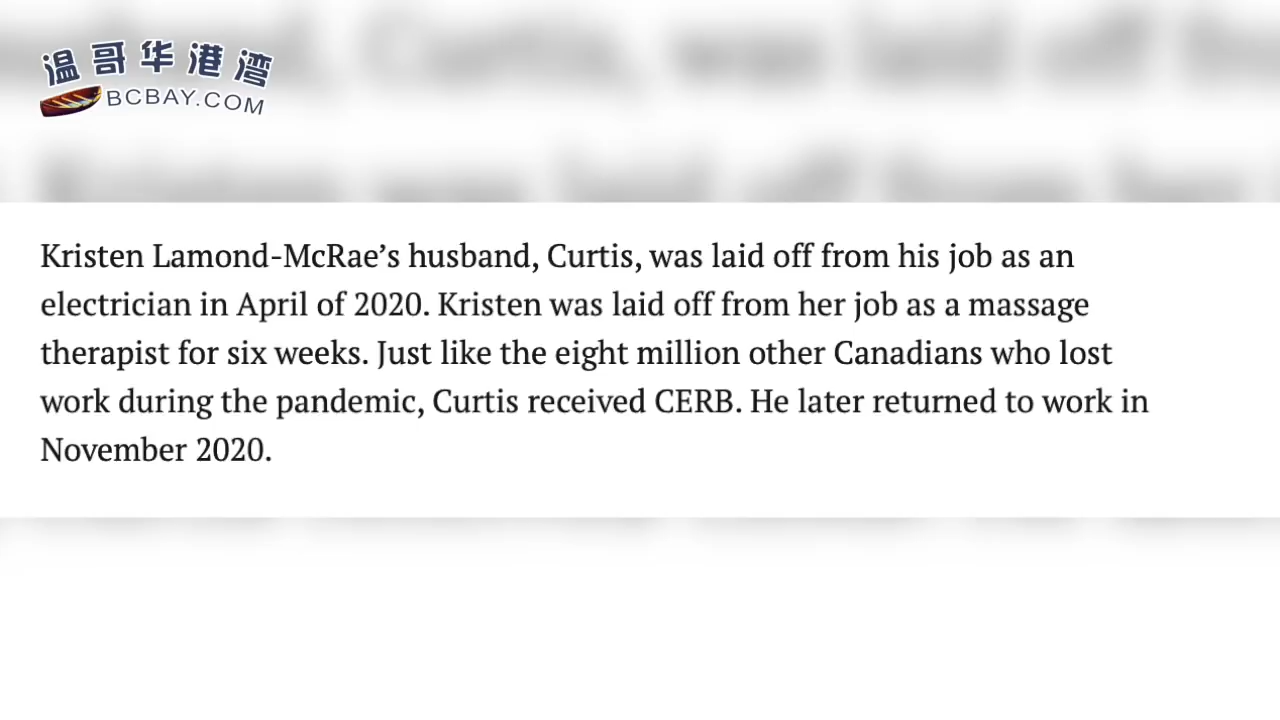 温哥华港湾
BCBAY.COM
Kristen Lamond-McRae’s husband, Curtis, was laid off from his job as an
electrician in April of 2020. Kristen was laid off from her job as a massage
therapist for six weeks. Just like the eight million other Canadians who lost
work during the pandemic, Curtis received CERB. He later returned to work in
November 2020.